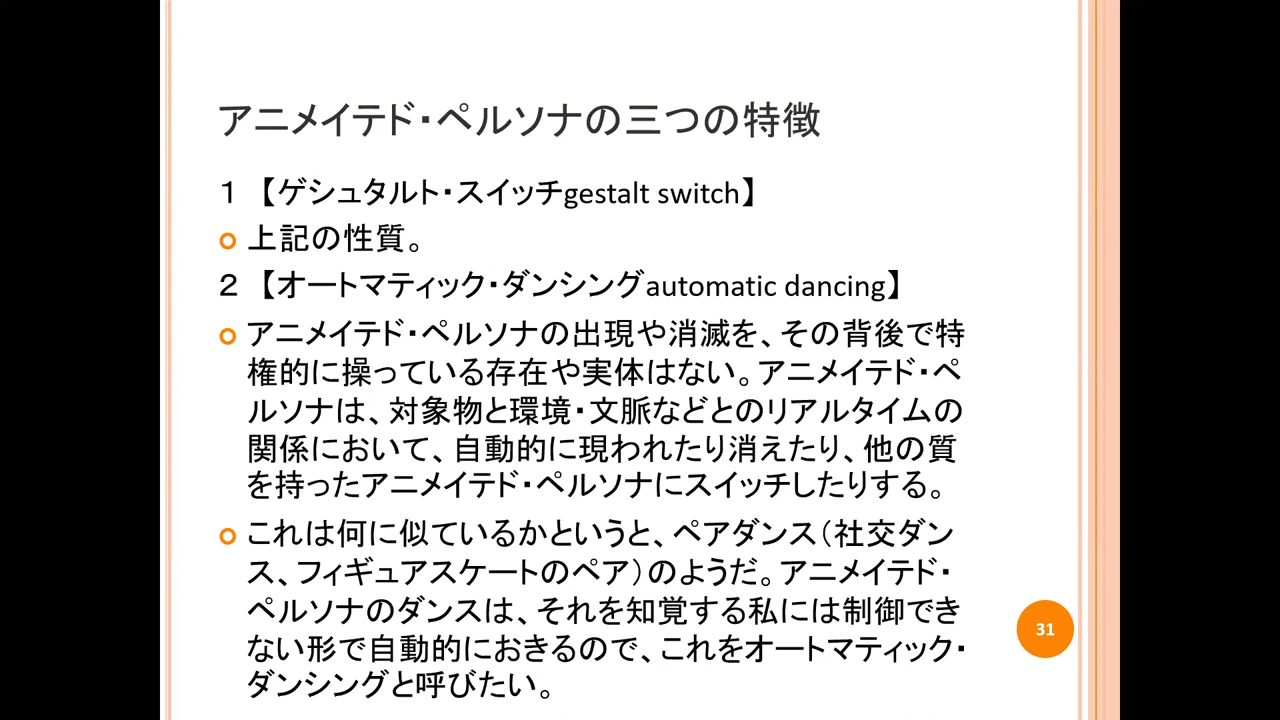 アニメイテド・ペルソナの三つの特徴
１ 【ゲシュタルト・スイッチgestalt switch】
上記の性質。
２ 【オートマティック・ダンシングautomatic dancing】
アニメイテド・ペルソナの出現や消滅を、その背後で特
権的に操っている存在や実体はない。アニメイテド・ペ
ルソナは、対象物と環境・文脈などとのリアルタイムの
関係において、自動的に現われたり消えたり、他の質
を持ったアニメイテド・ペルソナにスイッチしたりする。
これは何に似ているかというと、ペアダンス（社交ダン
ス、フィギュアスケートのペア）のようだ。アニメイテド・
ペルソナのダンスは、それを知覚する私には制御でき
ない形で自動的におきるので、これをオートマティック・
ダンシングと呼びたい。
31